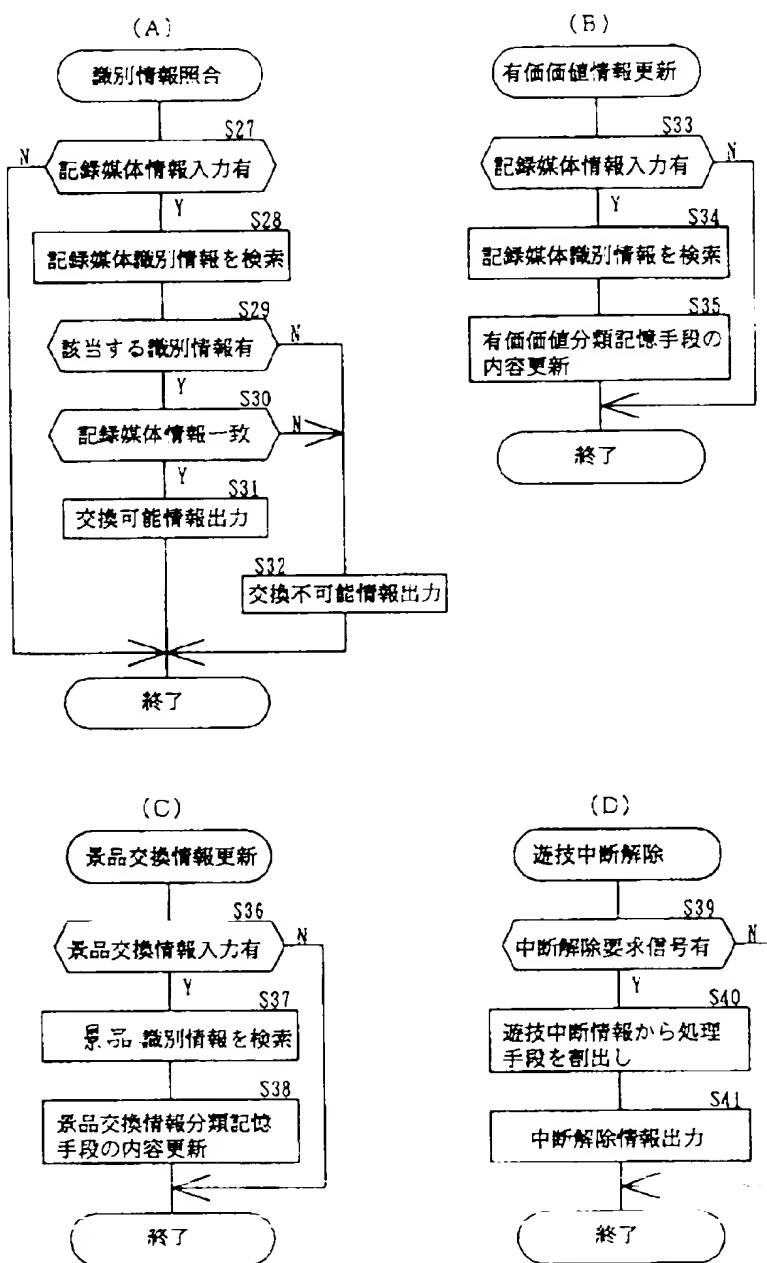 (A)
識別情報照合
S27
N
記録媒体情報入力有
Y
S28
記録媒体識別情報を検索
S29
該当する識別情報有
N
Y
S30
記録媒体情報一致
N
Y
S31
交換可能情報出力
S32
交換不可能情報出力
終了
(B)
有価価値情報更新
S33
記録媒体情報入力有
N
Y
S34
記録媒体識別情報を検索
S35
有価価値分類記憶手段の
内容更新
終了
(C)
景品交換情報更新
S36
景品交換情報入力有
N
Y
S37
景品識別情報を検索
S38
景品交換情報分類記憶
手段の内容更新
終了
(D)
遊技中断解除
S39
中断解除要求信号有
N
Y
S40
遊技中断情報から処理
手段を割出し
S41
中断解除情報出力
終了